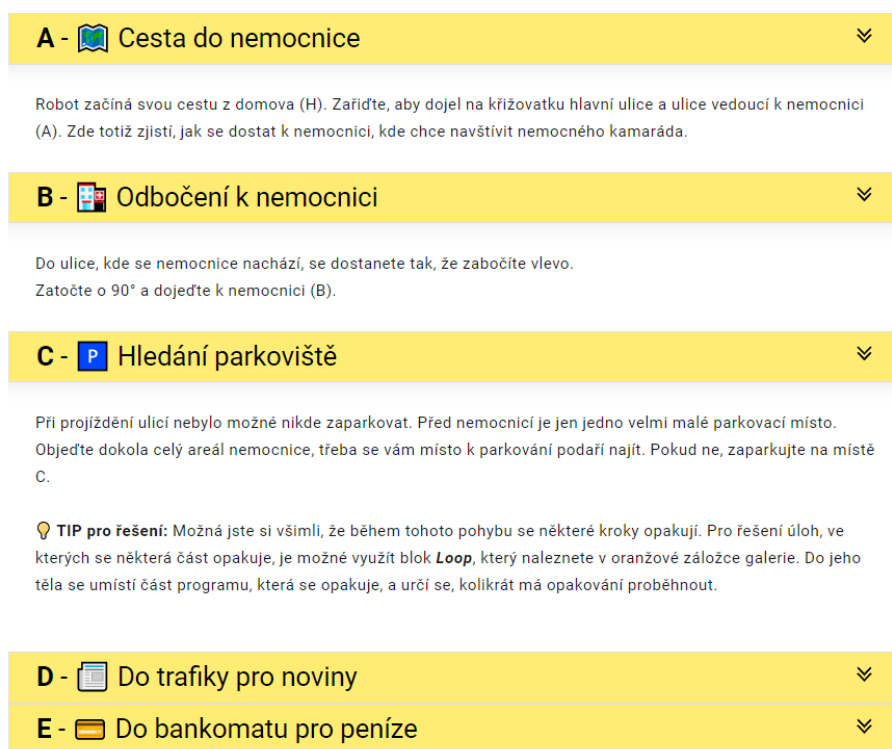 A - Cesta do nemocnice
Robot začíná svou cestu z domova (H). Zařiďte, aby dojel na křižovatku hlavní ulice a ulice vedoucí k nemocnici
(A). Zde totiž zjistí, jak se dostat k nemocnici, kde chce navštívit nemocného kamaráda.
B - Odbočení k nemocnici
Do ulice, kde se nemocnice nachází, se dostanete tak, že zabočíte vlevo.
Zatočte o 90° a dojeďte k nemocnici (B).
C - P Hledání parkoviště
Při projíždění ulicí nebylo možné nikde zaparkovat. Před nemocnicí je jen jedno velmi malé parkovací místo.
Objeďte dokola celý areál nemocnice, třeba se vám místo k parkování podaří najít. Pokud ne, zaparkujte na místě
C.
TIP pro řešení: Možná jste si všimli, že během tohoto pohybu se některé kroky opakují. Pro řešení úloh, ve
kterých se některá část opakuje, je možné využít blok Loop, který naleznete v oranžové záložce galerie. Do jeho
těla se umístí část programu, která se opakuje, a určí se, kolikrát má opakování proběhnout.
D - Do trafiky pro noviny
E - Do bankomatu pro peníze